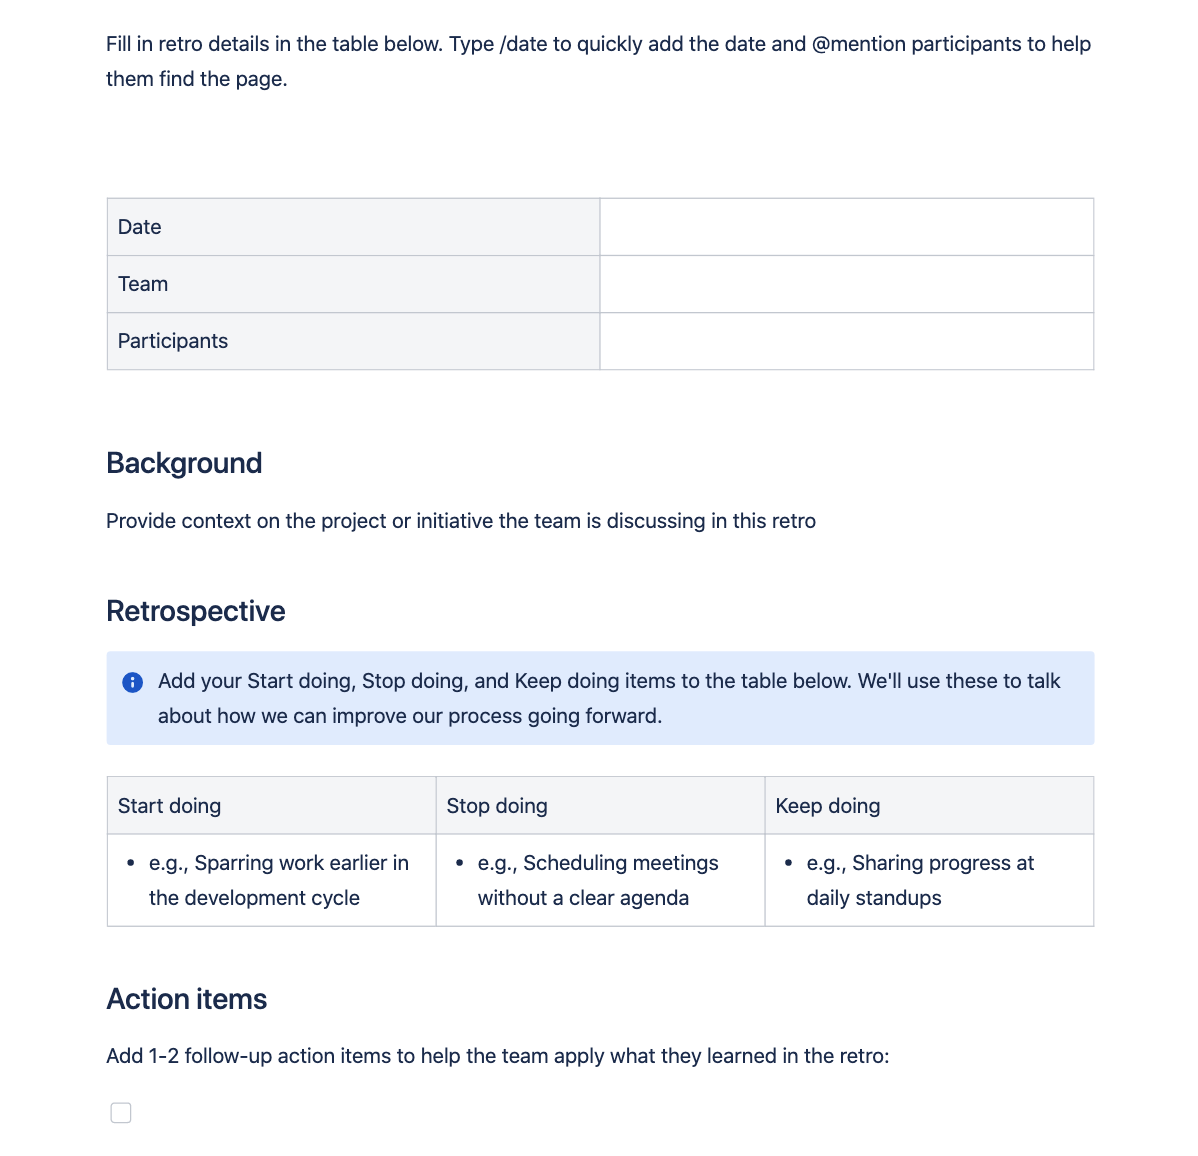 Fill in retro details in the table below. Type /date to quickly add the date and @mention participants to help
them find the page.
Date
Team
Participants
Background
Provide context on the project or initiative the team is discussing in this retro
Retrospective
Add your Start doing, Stop doing, and Keep doing items to the table below. We'll use these to talk
about how we can improve our process going forward.
Start doing
Stop doing
Keep doing
• e.g., Sparring work earlier in
the development cycle
• e.g., Scheduling meetings
without a clear agenda
• e.g., Sharing progress at
daily standups
Action items
Add 1-2 follow-up action items to help the team apply what they learned in the retro: